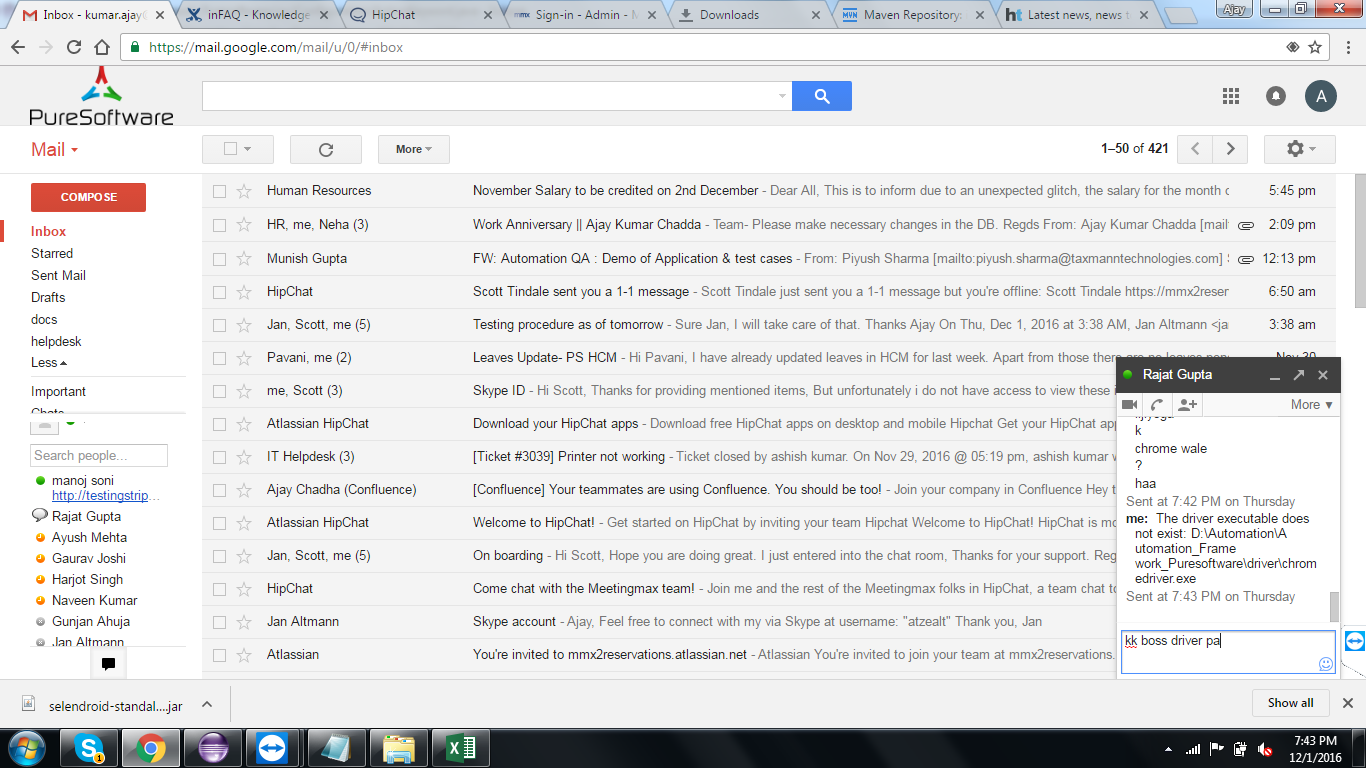 Inbox - kumar.ajay
inFAQ - Knowledge
HipChat
Sign-in - Admin - M
Downloads
MVN Maven Repository:
ht Latest news, news t
Ajay
https://mail.google.com/mail/u/0/#inbox
PureSoftware
A
Mail
More
1–50 of 421
COMPOSE
Inbox
Starred
Sent Mail
Drafts
docs
helpdesk
Less
Important
Chats
Search people...
manoj soni
http://testingstrip...
Rajat Gupta
Ayush Mehta
Gaurav Joshi
Harjot Singh
Naveen Kumar
Gunjan Ahuja
Jan Altmann
Human Resources November Salary to be credited on 2nd December - Dear All, This is to inform due to an unexpected glitch, the salary for the month o 5:45 pm
HR, me, Neha (3) Work Anniversary || Ajay Kumar Chadda - Team- Please make necessary changes in the DB. Regds From: Ajay Kumar Chadda [mail 2:09 pm
Munish Gupta FW: Automation QA : Demo of Application & test cases - From: Piyush Sharma [mailto:piyush.sharma@taxmanntechnologies.com] 12:13 pm
HipChat Scott Tindale sent you a 1-1 message - Scott Tindale just sent you a 1-1 message but you're offline: Scott Tindale https://mmx2reser 6:50 am
Jan, Scott, me (5) Testing procedure as of tomorrow - Sure Jan, I will take care of that. Thanks Ajay On Thu, Dec 1, 2016 at 3:38 AM, Jan Altmann <ja 3:38 am
Pavani, me (2) Leaves Update- PS HCM - Hi Pavani, I have already updated leaves in HCM for last week. Apart from those there are no leaves Nov 30
me, Scott (3) Skype ID - Hi Scott, Thanks for providing mentioned items, But unfortunately i do not have access to view these i
Atlassian HipChat Download your HipChat apps - Download free HipChat apps on desktop and mobile Hipchat Get your HipChat app
IT Helpdesk (3) [Ticket #3039] Printer not working - Ticket closed by ashish kumar. On Nov 29, 2016 @ 05:19 pm, ashish kumar w
Ajay Chadha (Confluence) [Confluence] Your teammates are using Confluence. You should be too! - Join your company in Confluence Hey t
Atlassian HipChat Welcome to HipChat! - Get started on HipChat by inviting your team Hipchat Welcome to HipChat! HipChat is mo
Jan, Scott, me (5) On boarding - Hi Scott, Hope you are doing great. I just entered into the chat room, Thanks for your support. Reg
HipChat Come chat with the Meetingmax team! - Join me and the rest of the Meetingmax folks in HipChat, a team chat to
Jan Altmann Skype account - Ajay, Feel free to connect with my via Skype at username: "atzealt" Thank you, Jan
Atlassian You're invited to mmx2reservations.atlassian.net - Atlassian You're invited to join your team at mmx2reservations.
Rajat Gupta
More
k
chrome wale
?
haa
Sent at 7:42 PM on Thursday
me: The driver executable does
not exist: D:\Automation\A
utomation_Frame
work_Puresoftware\driver\chrom
edriver.exe
Sent at 7:43 PM on Thursday
kk boss driver pa
selendroid-standal....jar
Show all
1
7:43 PM
12/1/2016